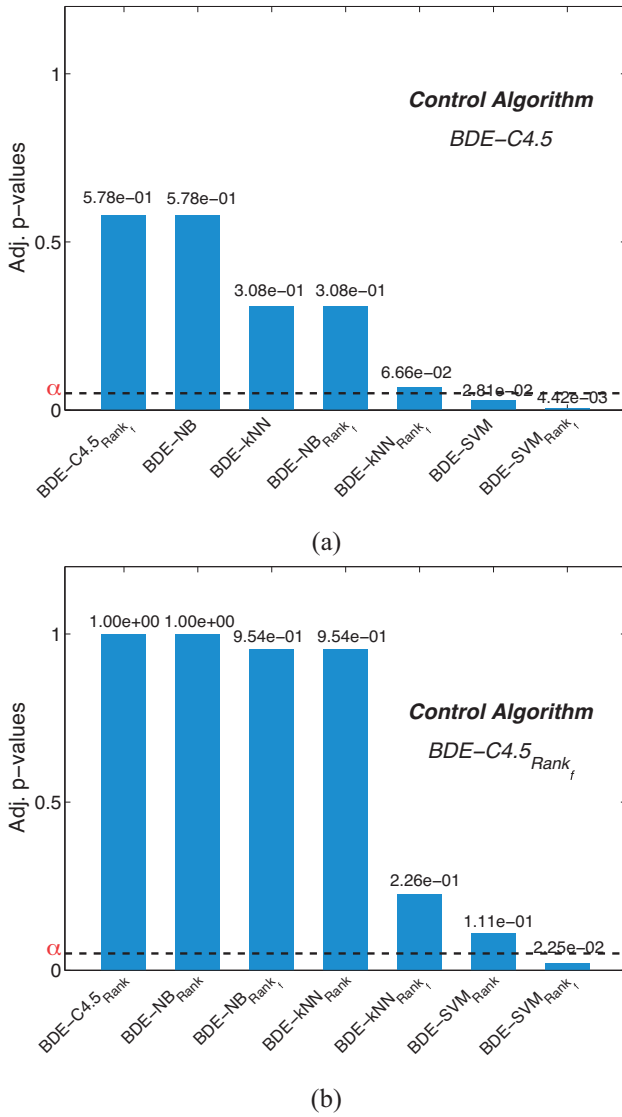 1
Control Algorithm
BDE−C4.5
Adj. p−values
5.78e−01 5.78e−01
0.5
3.08e−01 3.08e−01
6.66e−02
α
2.81e−02
4.42e−03
0
BDE−C4.5Rankf
BDE−NB
BDE−kNN
BDE−NBRankf
BDE−kNNRankf
BDE−SVM
BDE−SVMRankf
(a)
1.00e+00 1.00e+00
9.54e−01 9.54e−01
1
Control Algorithm
BDE−C4.5Rankf
Adj. p−values
0.5
2.26e−01
1.11e−01
α
2.25e−02
0
BDE−C4.5Rank
BDE−NBRank
BDE−NBRankf
BDE−kNNRank
BDE−kNNRankf
BDE−SVMRank
BDE−SVMRankf
(b)